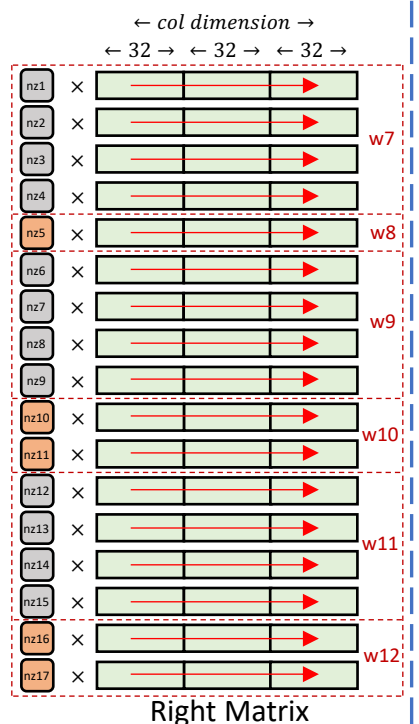 ← col dimension →
← 32 → ← 32 → ← 32 →
nz1 ×
nz2 ×
w7
nz3 ×
nz4 ×
nz5 × w8
nz6 ×
nz7 ×
w9
nz8 ×
nz9 ×
nz10 ×
w10
nz11 ×
nz12 ×
nz13 ×
w11
nz14 ×
nz15 ×
nz16 ×
w12
nz17 ×
Right Matrix